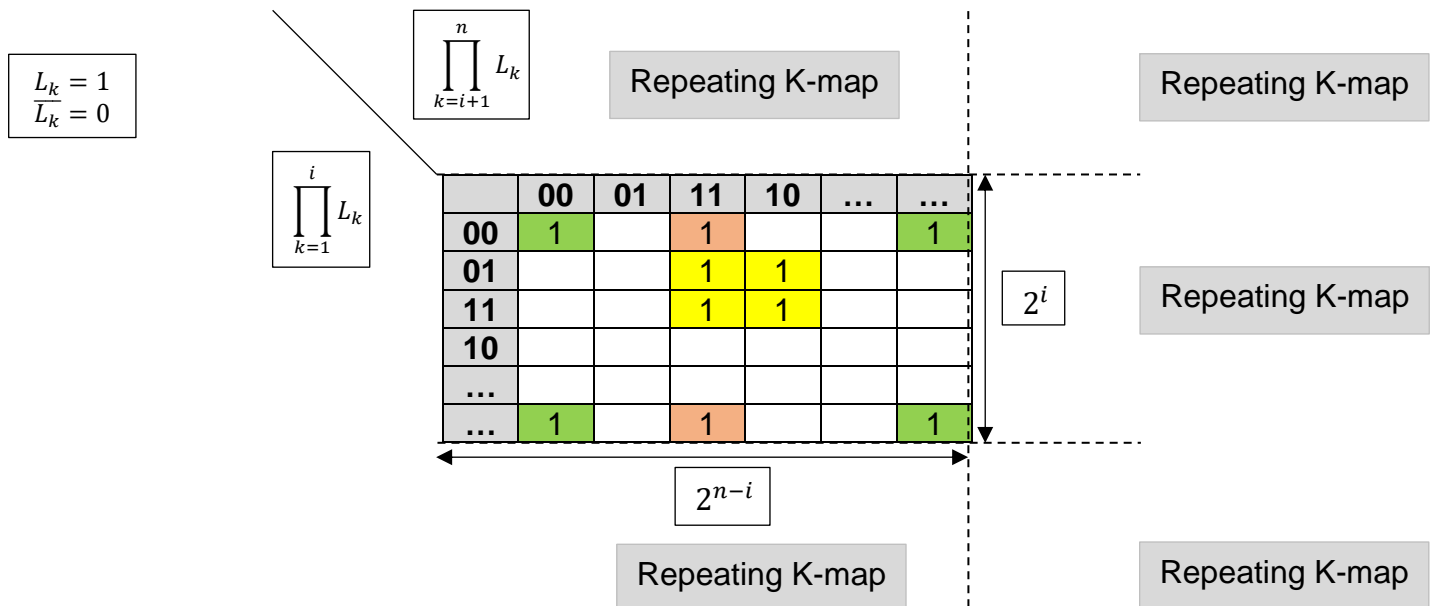 L_k = 1
\overline{L_k} = 0
\prod_{k=i+1}^{n} L_k
Repeating K-map
Repeating K-map
\prod_{k=1}^{i} L_k
00 01 11 10 ... ...
00 1 1 1
01 1 1
11 1 1
10
...
... 1 1 1
2^i
Repeating K-map
2^{n-i}
Repeating K-map
Repeating K-map